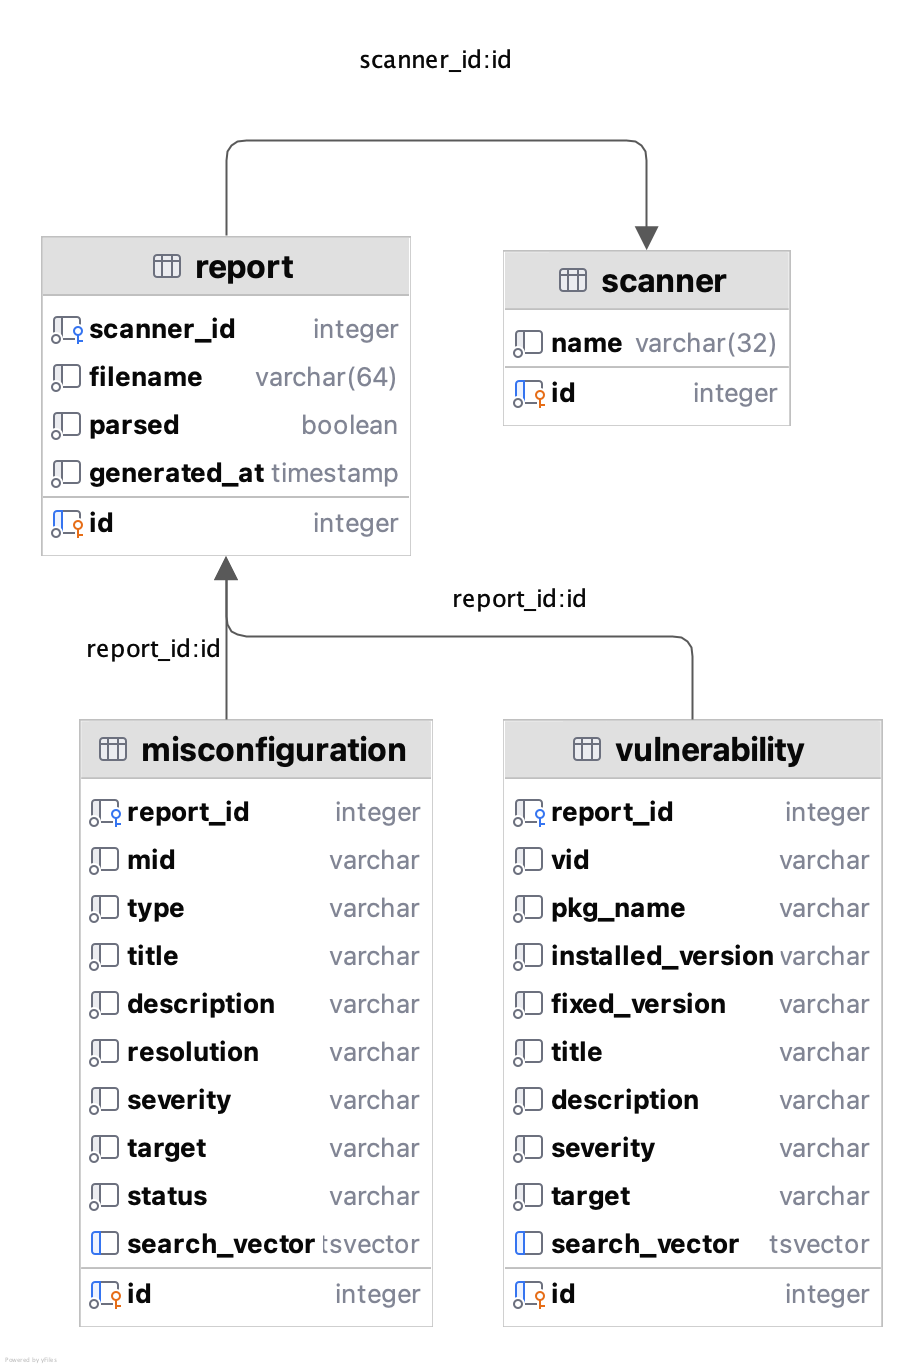 scanner_id:id
report
scanner_id integer
filename varchar(64)
parsed boolean
generated_at timestamp
id integer
scanner
name varchar(32)
id integer
report_id:id
report_id:id
misconfiguration
report_id integer
mid varchar
type varchar
title varchar
description varchar
resolution varchar
severity varchar
target varchar
status varchar
search_vector tsvector
id integer
vulnerability
report_id integer
vid varchar
pkg_name varchar
installed_version varchar
fixed_version varchar
title varchar
description varchar
severity varchar
target varchar
search_vector tsvector
id integer
Powered by yFiles